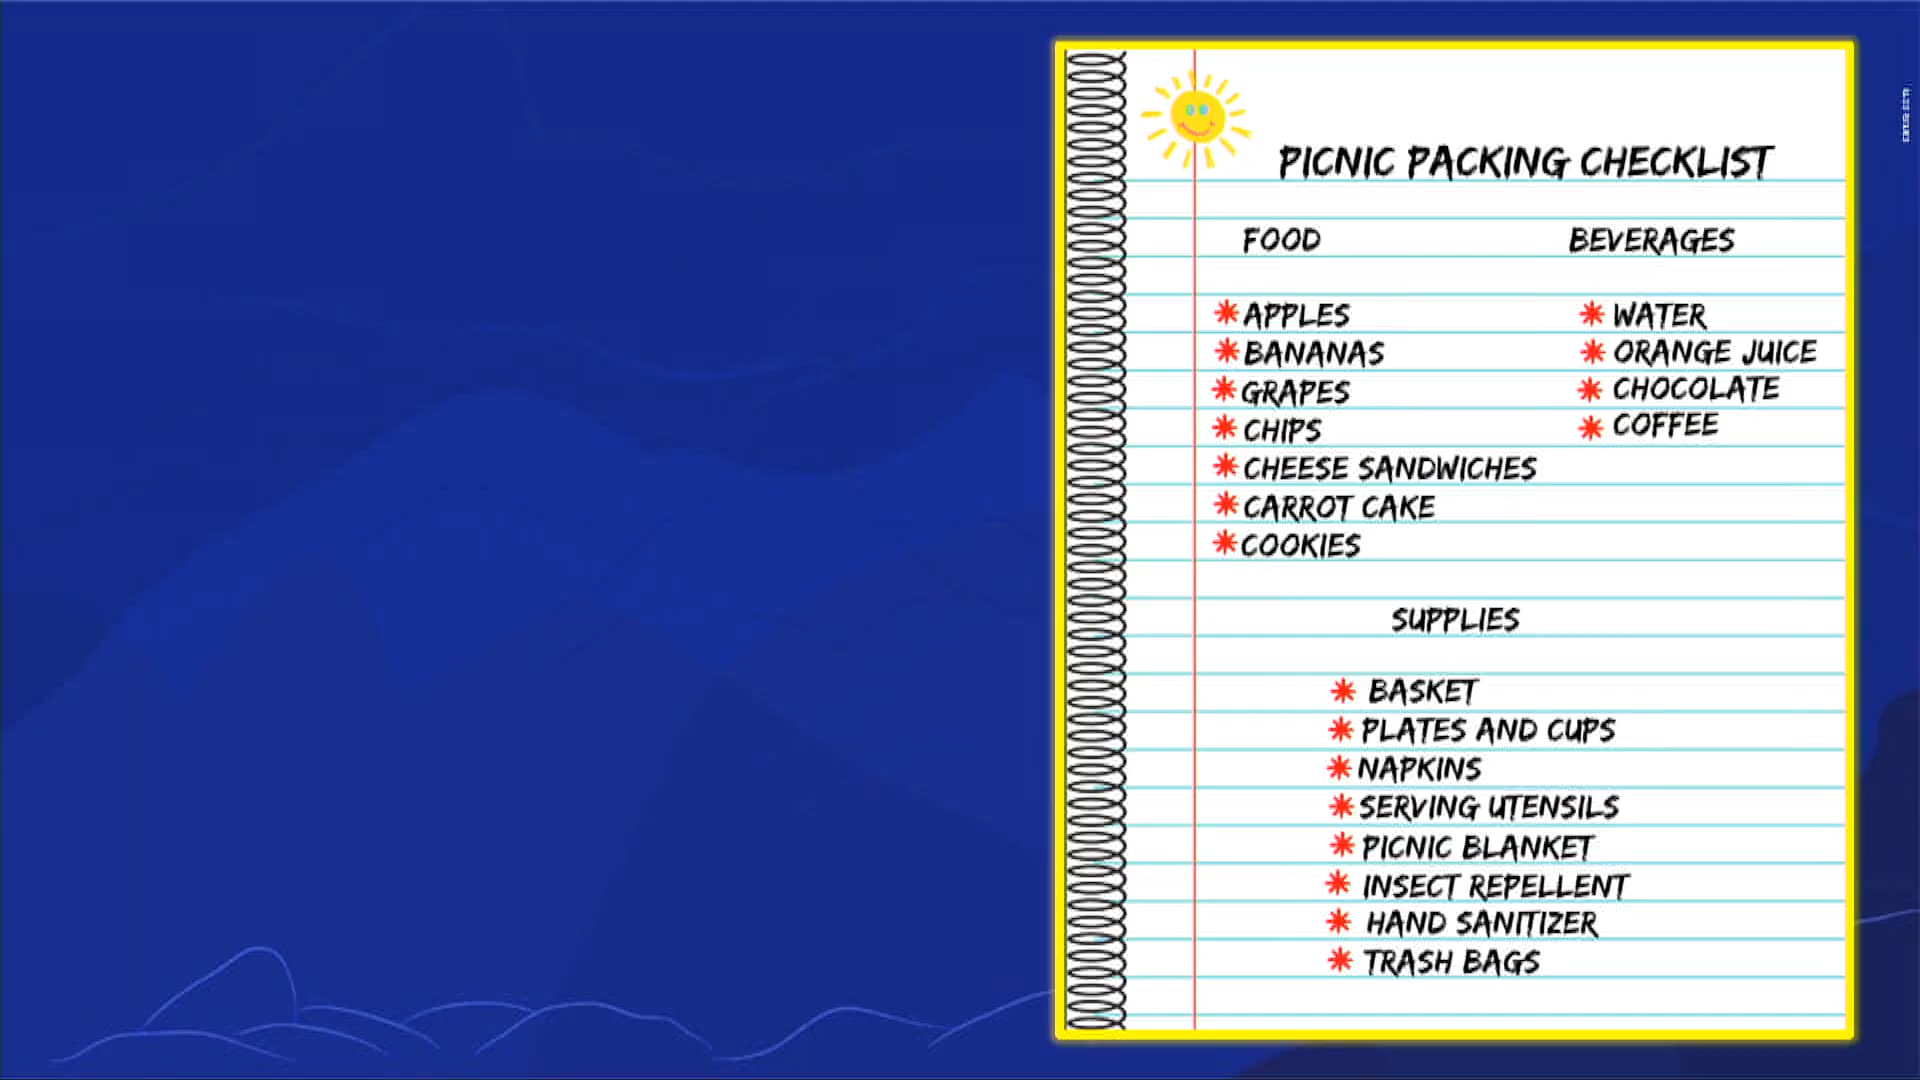 PICNIC PACKING CHECKLIST
FOOD
APPLES
BANANAS
GRAPES
CHIPS
CHEESE SANDWICHES
CARROT CAKE
COOKIES
BEVERAGES
WATER
ORANGE JUICE
CHOCOLATE
COFFEE
SUPPLIES
BASKET
PLATES AND CUPS
NAPKINS
SERVING UTENSILS
PICNIC BLANKET
INSECT REPELLENT
HAND SANITIZER
TRASH BAGS